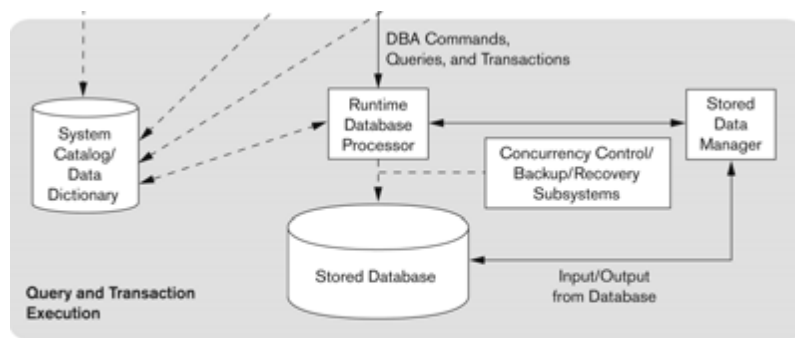 DBA Commands,
Queries, and Transactions
System
Catalog/
Data
Dictionary
Runtime
Database
Processor
Stored
Data
Manager
Concurrency Control/
Backup/Recovery
Subsystems
Stored Database
Input/Output
from Database
Query and Transaction
Execution